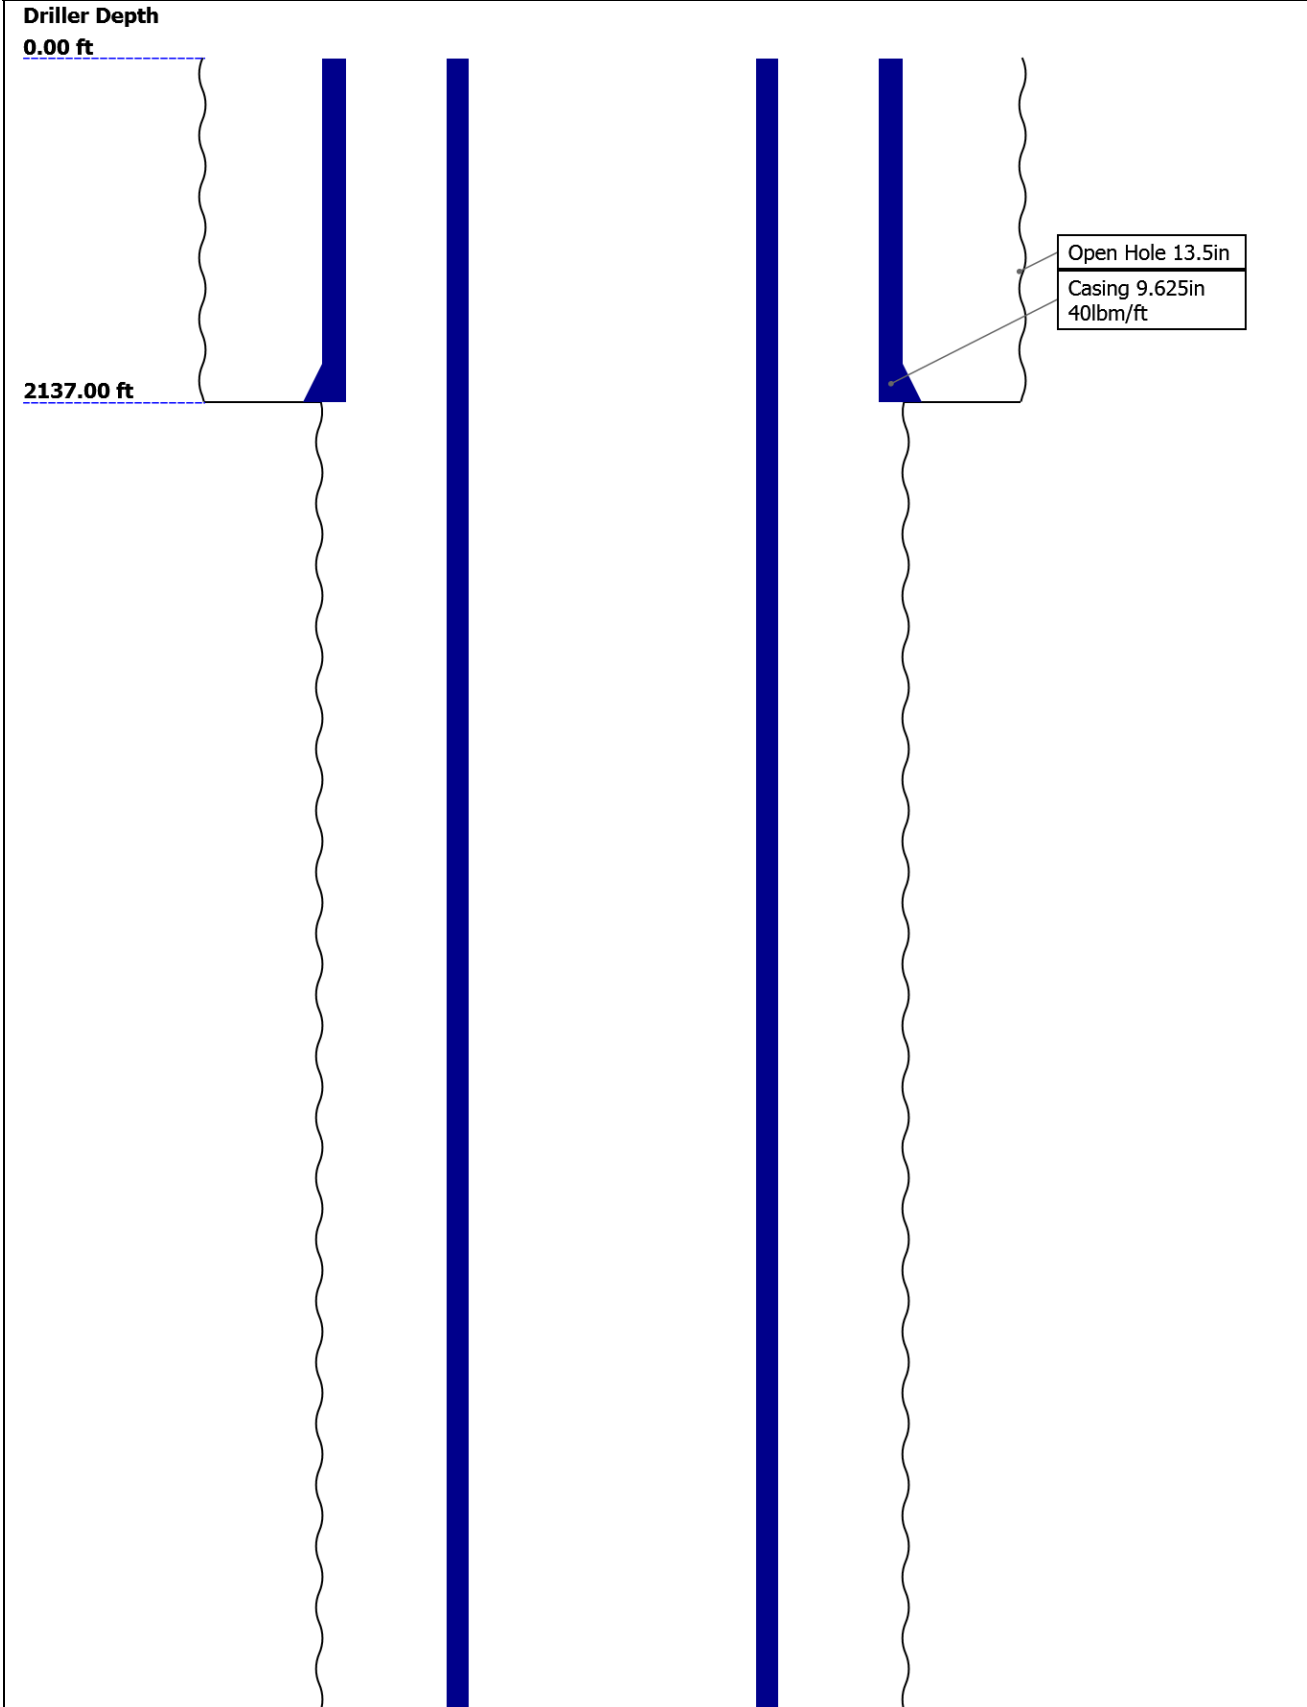 Driller Depth
0.00 ft
Open Hole 13.5in
Casing 9.625in
40lbm/ft
2137.00 ft